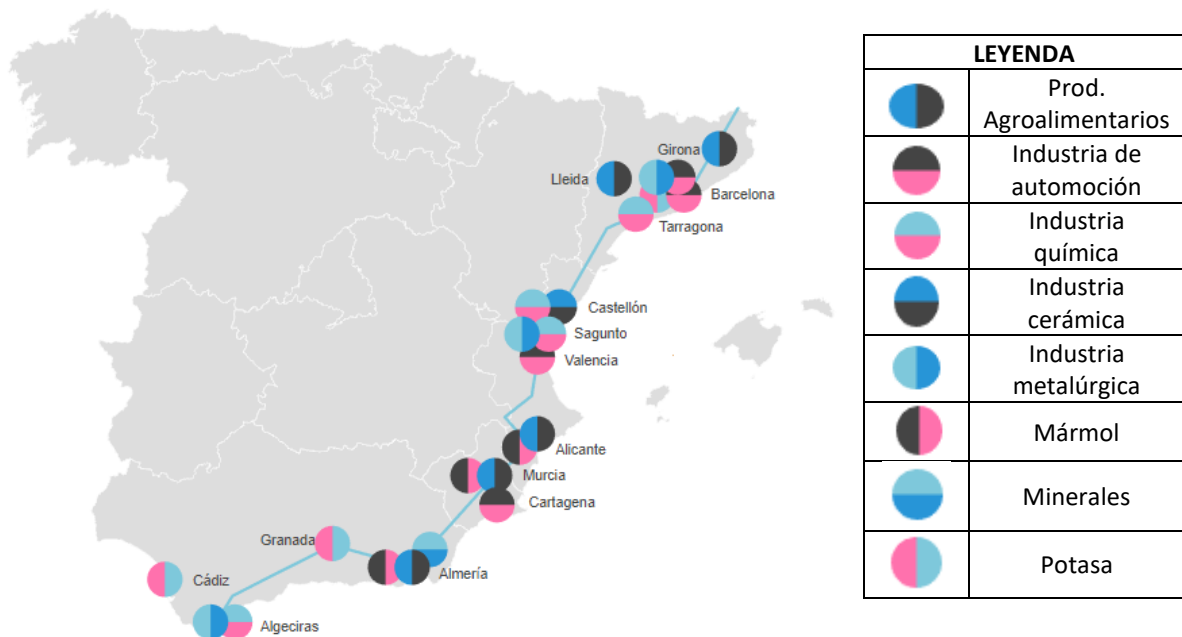 Girona
Lleida
Barcelona
Tarragona
Castellón
Sagunto
Valencia
Alicante
Murcia
Cartagena
Granada
Almería
Cádiz
Algeciras
LEYENDA
Prod.
Agroalimentarios
Industria de
automoción
Industria
química
Industria
cerámica
Industria
metalúrgica
Mármol
Minerales
Potasa